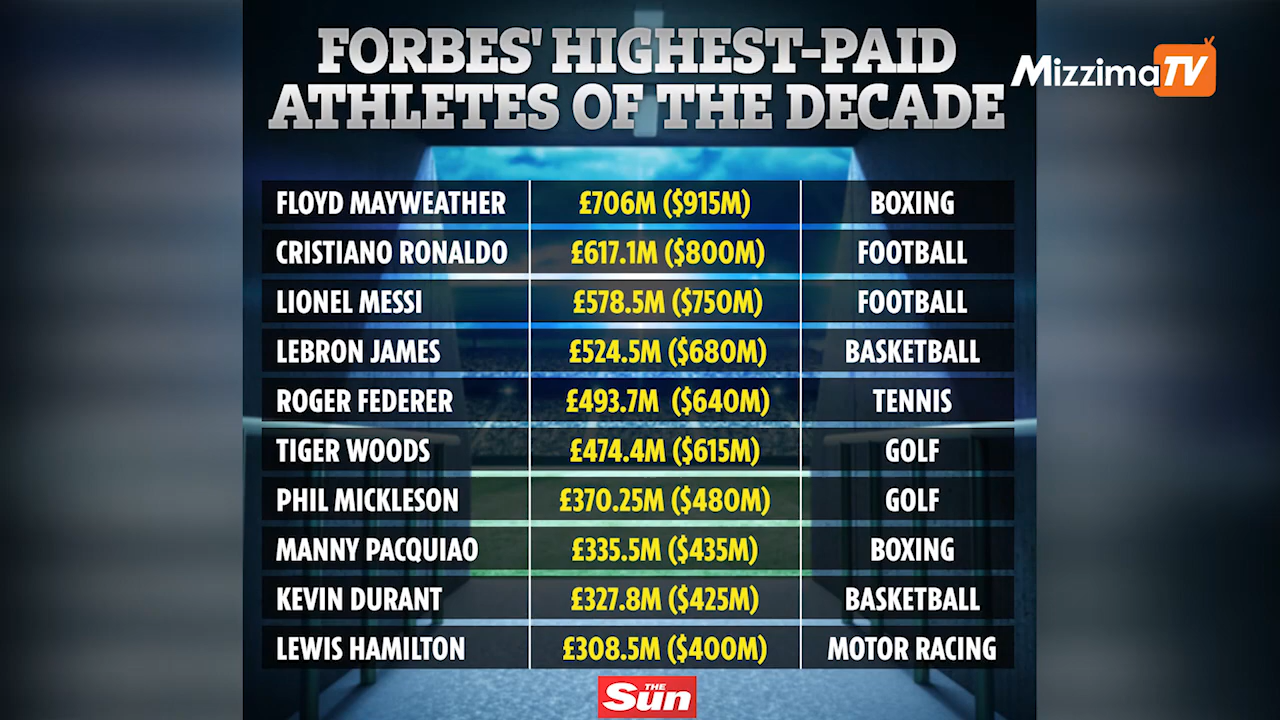 FORBES' HIGHEST-PAID
ATHLETES OF THE DECADE
MizzimaTV
FLOYD MAYWEATHER £706M ($915M) BOXING
CRISTIANO RONALDO £617.1M ($800M) FOOTBALL
LIONEL MESSI £578.5M ($750M) FOOTBALL
LEBRON JAMES £524.5M ($680M) BASKETBALL
ROGER FEDERER £493.7M ($640M) TENNIS
TIGER WOODS £474.4M ($615M) GOLF
PHIL MICKLESON £370.25M ($480M) GOLF
MANNY PACQUIAO £335.5M ($435M) BOXING
KEVIN DURANT £327.8M ($425M) BASKETBALL
LEWIS HAMILTON £308.5M ($400M) MOTOR RACING
THE
Sun